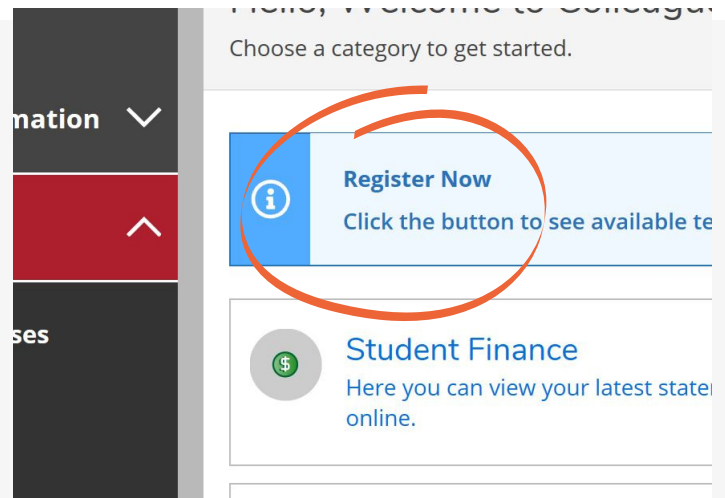 Choose a category to get started.
mation
Register Now
Click the button to see available te
ses
Student Finance
Here you can view your latest state
online.